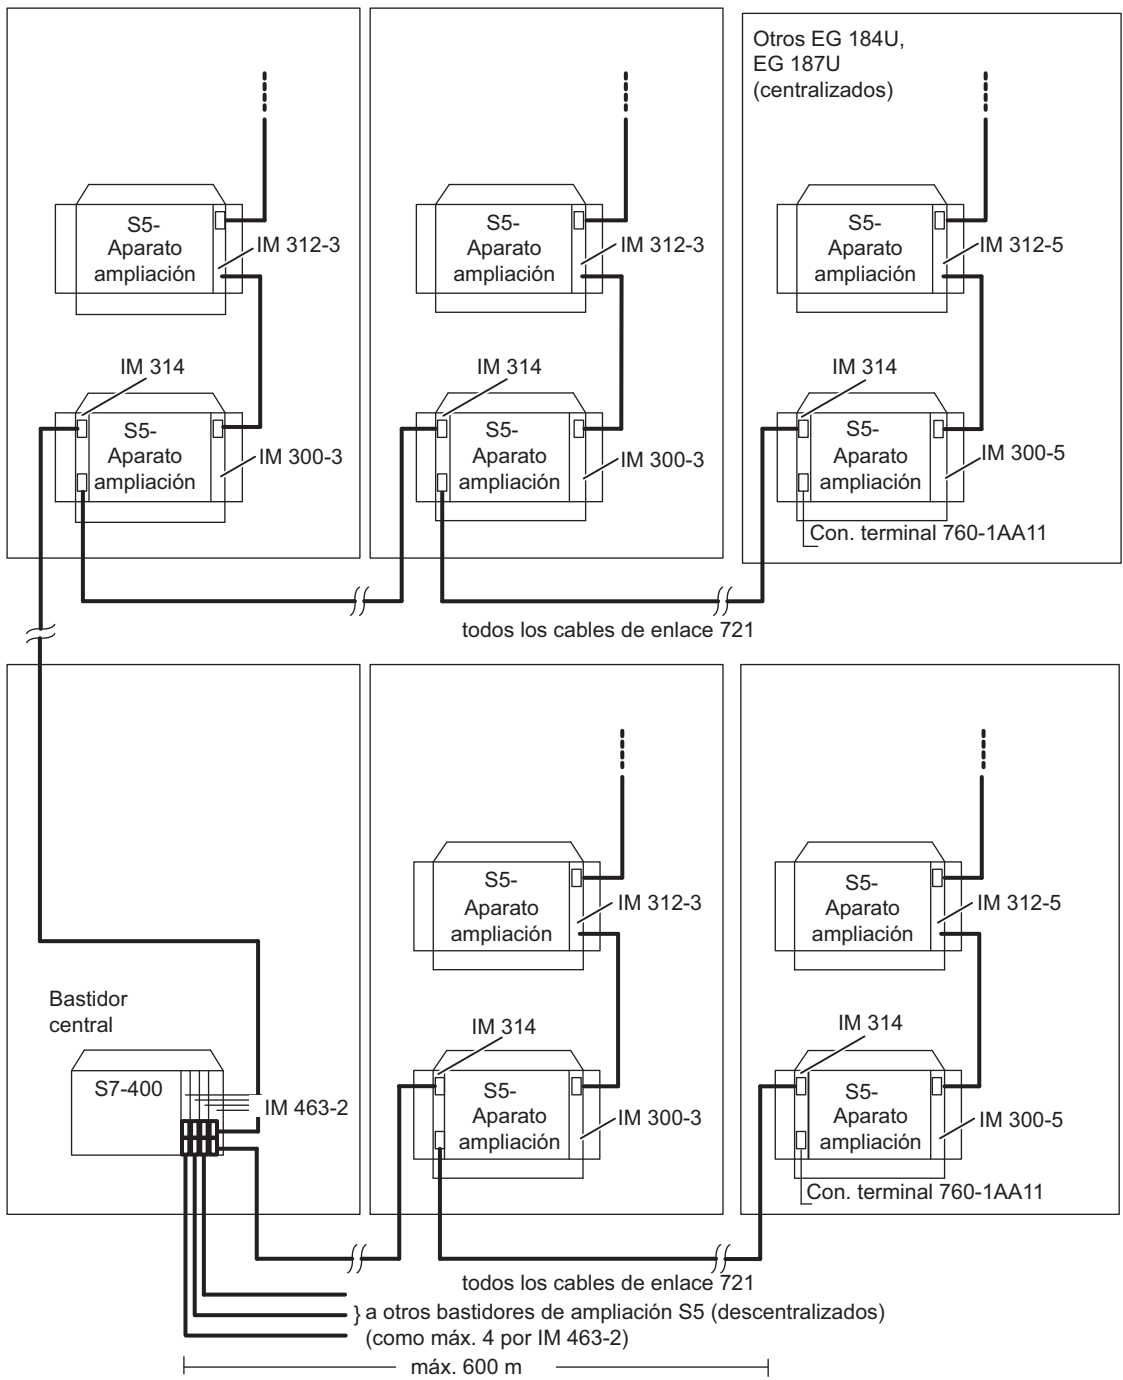 Otros EG 184U,
EG 187U
(centralizados)
S5-
Aparato
ampliación
IM 312-3
S5-
Aparato
ampliación
IM 312-3
S5-
Aparato
ampliación
IM 312-5
IM 314
S5-
Aparato
ampliación
IM 300-3
IM 314
S5-
Aparato
ampliación
IM 300-3
IM 314
S5-
Aparato
ampliación
IM 300-5
Con. terminal 760-1AA11
todos los cables de enlace 721
S5-
Aparato
ampliación
IM 312-3
S5-
Aparato
ampliación
IM 312-5
Bastidor
central
S7-400
IM 463-2
IM 314
S5-
Aparato
ampliación
IM 300-3
IM 314
S5-
Aparato
ampliación
IM 300-5
Con. terminal 760-1AA11
todos los cables de enlace 721
} a otros bastidores de ampliación S5 (descentralizados)
(como máx. 4 por IM 463-2)
máx. 600 m